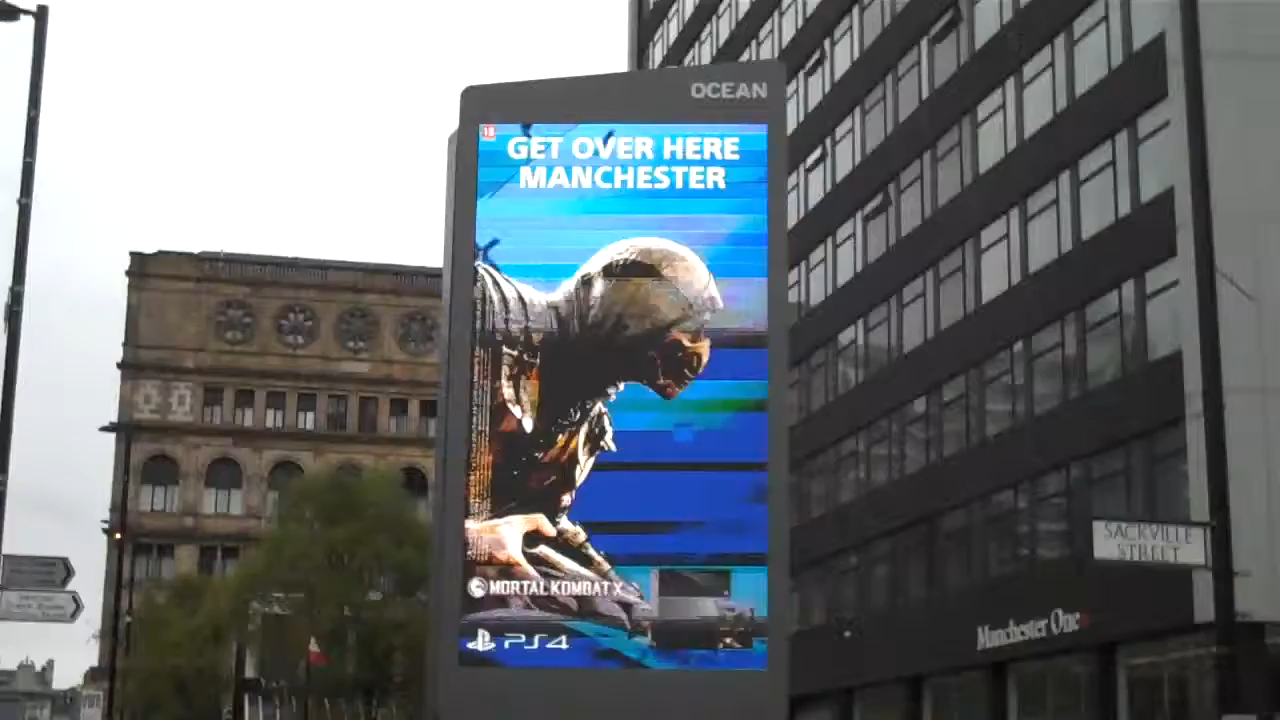 OCEAN
18
GET OVER HERE
MANCHESTER
MORTAL KOMBAT X
PS4
SACKVILLE
STREET
Manchester One